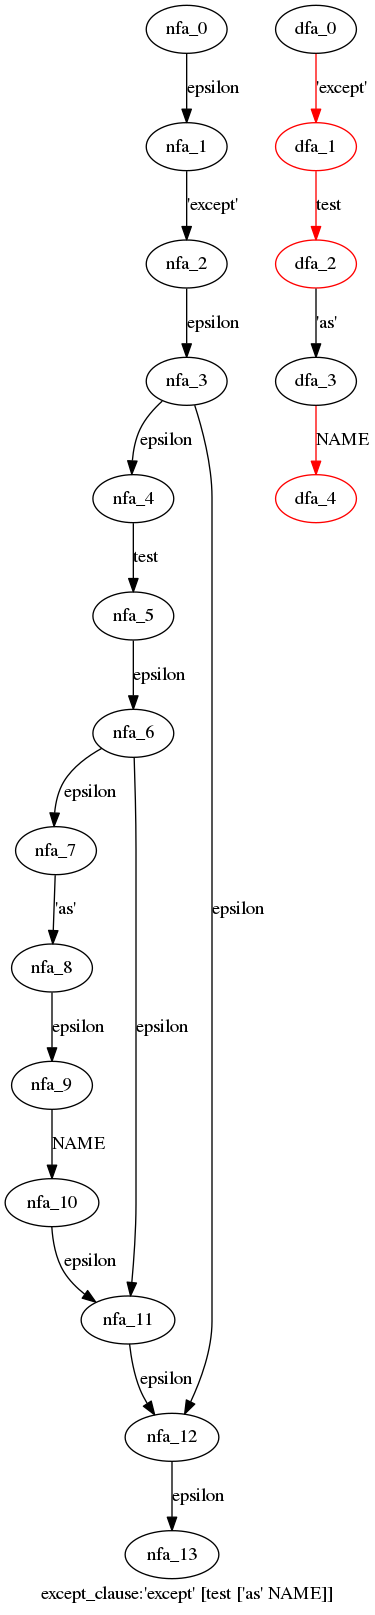 nfa_0 dfa_0
epsilon 'except'
nfa_1 dfa_1
'except' test
nfa_2 dfa_2
epsilon 'as'
nfa_3 dfa_3
epsilon NAME
nfa_4 dfa_4
test
nfa_5
epsilon
nfa_6
epsilon
nfa_7
'as' epsilon
nfa_8
epsilon epsilon
nfa_9
NAME
nfa_10
epsilon
nfa_11
epsilon
nfa_12
epsilon
nfa_13
except_clause:'except' [test ['as' NAME]]